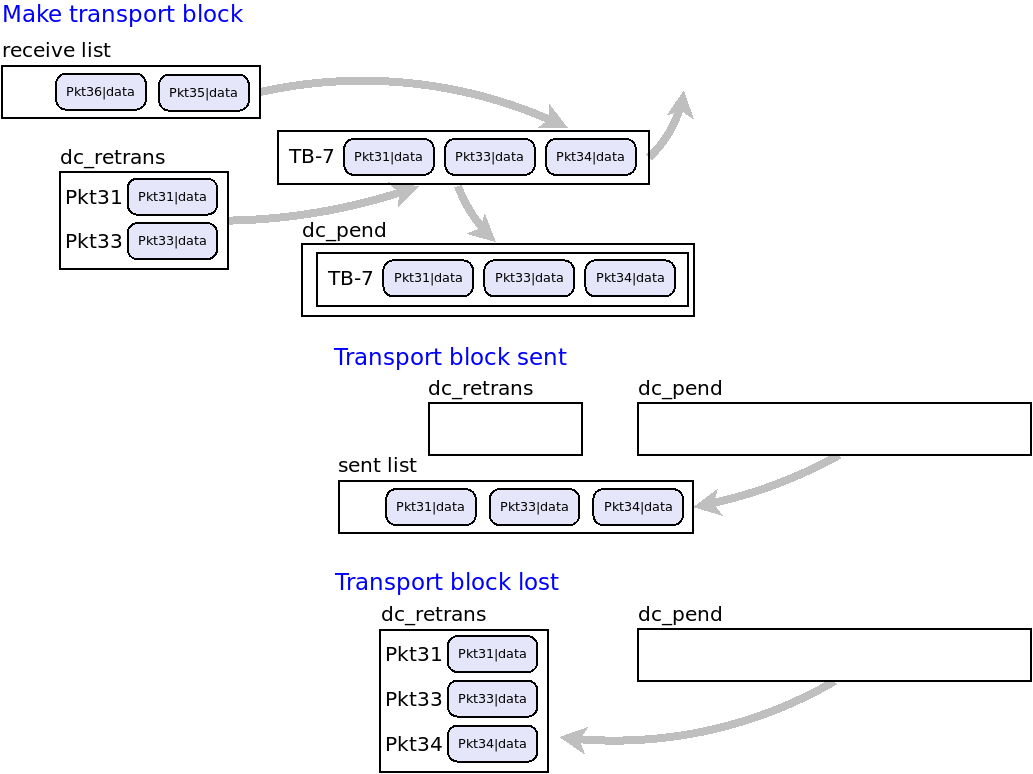 Make transport block
receive list
Pkt36|data Pkt35|data
TB-7 Pkt31|data Pkt33|data Pkt34|data
dc_retrans
Pkt31 Pkt31|data
Pkt33 Pkt33|data
dc_pend
TB-7 Pkt31|data Pkt33|data Pkt34|data
Transport block sent
dc_retrans dc_pend
sent list
Pkt31|data Pkt33|data Pkt34|data
Transport block lost
dc_retrans dc_pend
Pkt31 Pkt31|data
Pkt33 Pkt33|data
Pkt34 Pkt34|data